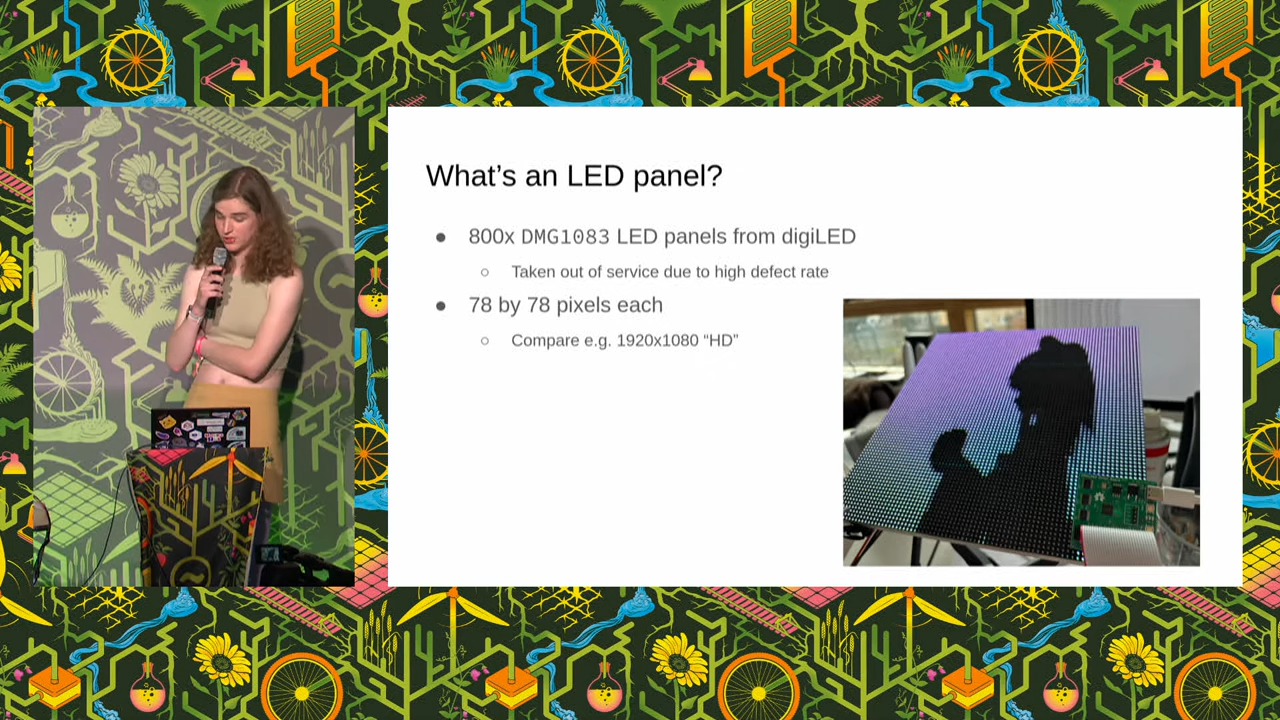 What’s an LED panel?
● 800x DMG1083 LED panels from digiLED
○ Taken out of service due to high defect rate
● 78 by 78 pixels each
○ Compare e.g. 1920x1080 “HD”